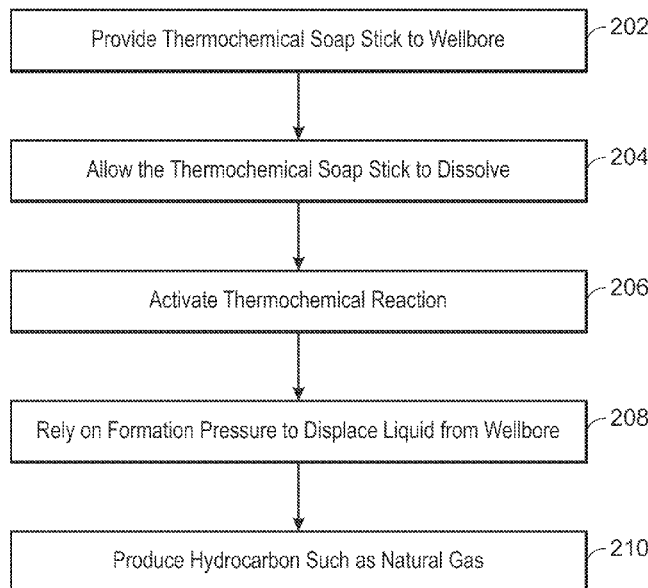 Provide Thermochemical Soap Stick to Wellbore 202
Allow the Thermochemical Soap Stick to Dissolve 204
Activate Thermochemical Reaction 206
Rely on Formation Pressure to Displace Liquid from Wellbore 208
Produce Hydrocarbon Such as Natural Gas 210